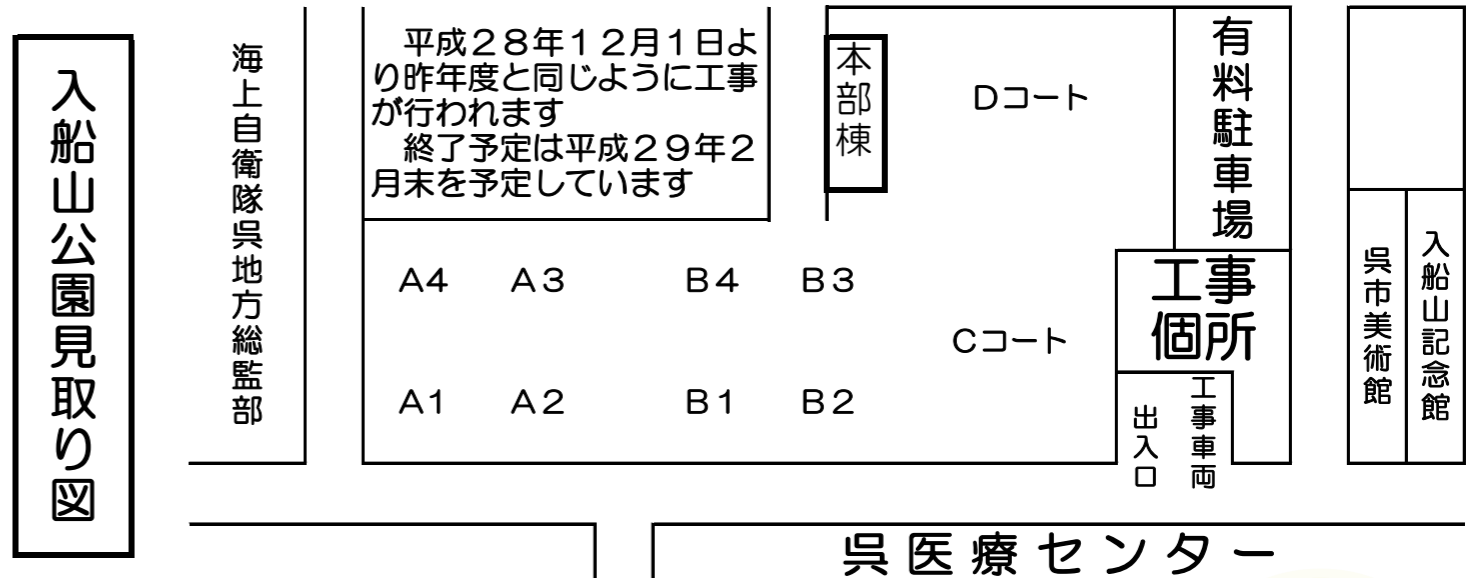 入船山公園見取り図
海上自衛隊呉地方総監部
　平成２８年１２月１日よ
り昨年度と同じように工事
が行われます
　終了予定は平成２９年２
月末を予定しています
本部棟
Dコート
有料駐車場
A4　A3　B4　B3
工事
個所
Cコート
A1　A2　B1　B2
工事車両
出入口
入船山記念館
呉市美術館
呉医療センター